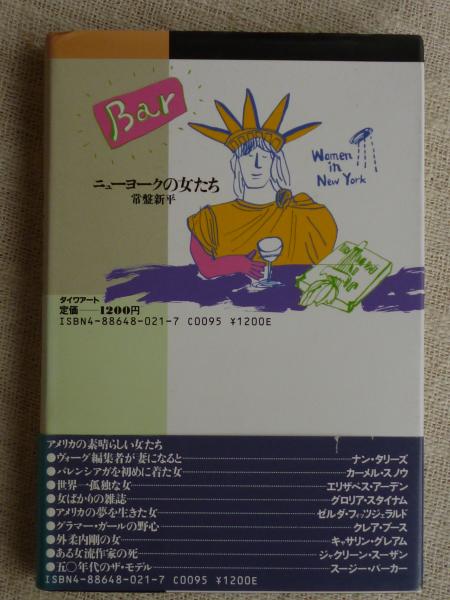 Bar
Women
in
New York
ニューヨークの女たち
常盤新平
ダイワアート
定価──1200円
ISBN4-88648-021-7 C0095 ¥1200E
アメリカの素晴らしい女たち
●ヴォーグ編集者が妻になると……ナン・タリーズ
●バレンシアガを初めに着た女……カーメル・スノウ
●世界一孤独な女……エリザベス・アーデン
●女ばかりの雑誌……グロリア・スタイナム
●アメリカの夢を生きた女……ゼルダ・フィッツジェラルド
●グラマー・ガールの野心……クレア・ブース
●外柔内剛の女……キャサリン・グレアム
●ある女流作家の死……ジャクリーン・スーザン
●五〇年代のザ・モデル……スージー・パーカー
ISBN4-88648-021-7 C0095 ¥1200E